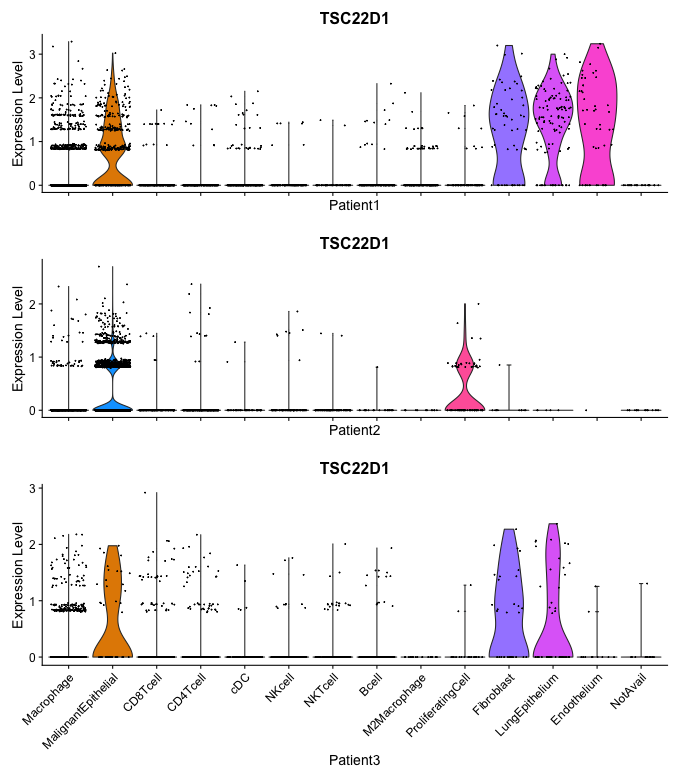 TSC22D1
Expression Level
3
2
1
0
Patient1
TSC22D1
Expression Level
2
1
0
Patient2
TSC22D1
Expression Level
3
2
1
0
Macrophage
MalignantEpithelial
CD8Tcell
CD4Tcell
cDC
NKcell
NKTcell
Bcell
M2Macrophage
ProliferatingCell
Fibroblast
LungEpithelium
Endothelium
NotAvail
Patient3